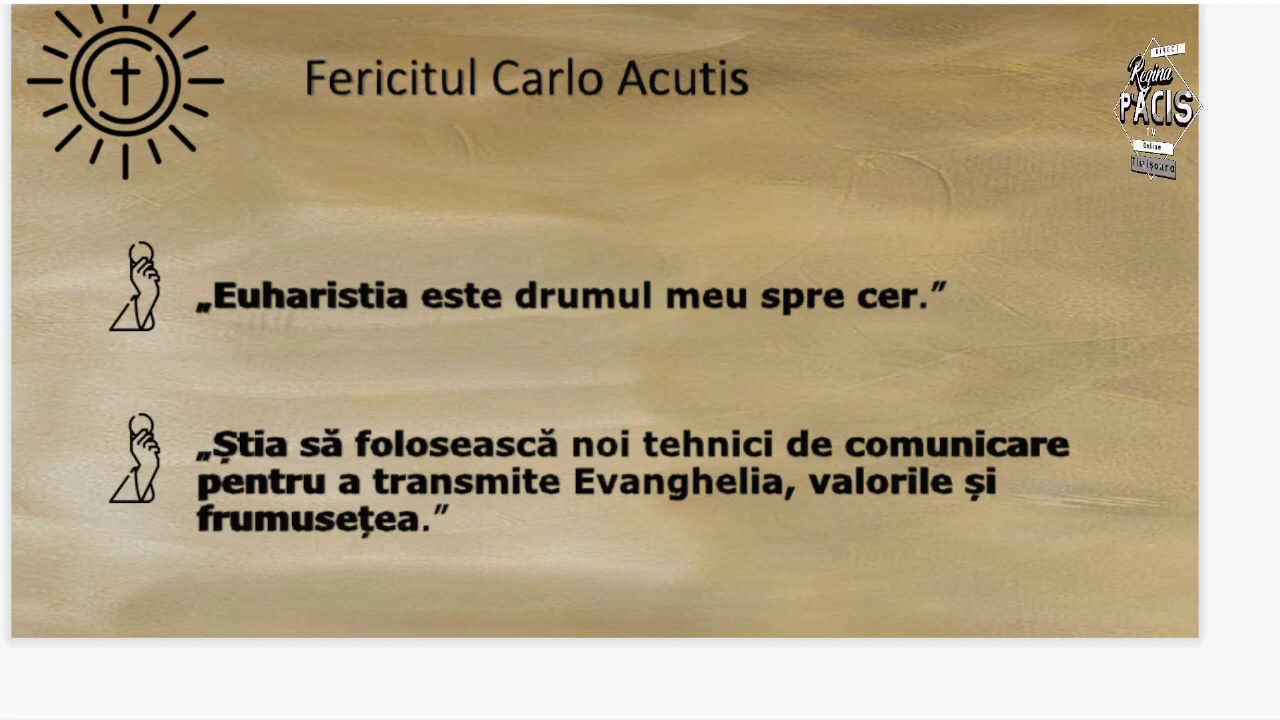 Fericitul Carlo Acutis
DIRECT
Regina
PACIS
TV
Online
Timișoara
„Euharistia este drumul meu spre cer.”
„Știa să folosească noi tehnici de comunicare
pentru a transmite Evanghelia, valorile și
frumusețea.”